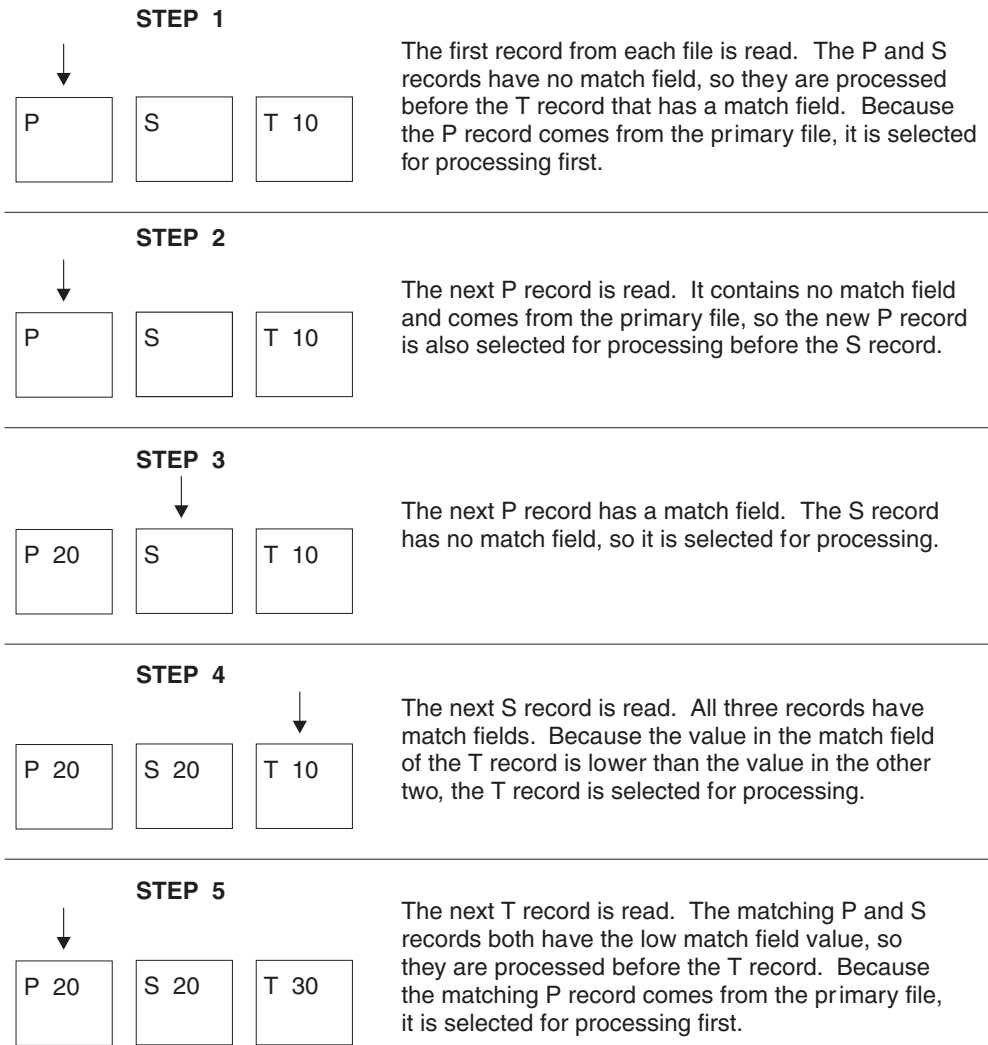 STEP 1
P
S
T 10
The first record from each file is read. The P and S
records have no match field, so they are processed
before the T record that has a match field. Because
the P record comes from the primary file, it is selected
for processing first.
STEP 2
P
S
T 10
The next P record is read. It contains no match field
and comes from the primary file, so the new P record
is also selected for processing before the S record.
STEP 3
P 20
S
T 10
The next P record has a match field. The S record
has no match field, so it is selected for processing.
STEP 4
P 20
S 20
T 10
The next S record is read. All three records have
match fields. Because the value in the match field
of the T record is lower than the value in the other
two, the T record is selected for processing.
STEP 5
P 20
S 20
T 30
The next T record is read. The matching P and S
records both have the low match field value, so
they are processed before the T record. Because
the matching P record comes from the primary file,
it is selected for processing first.